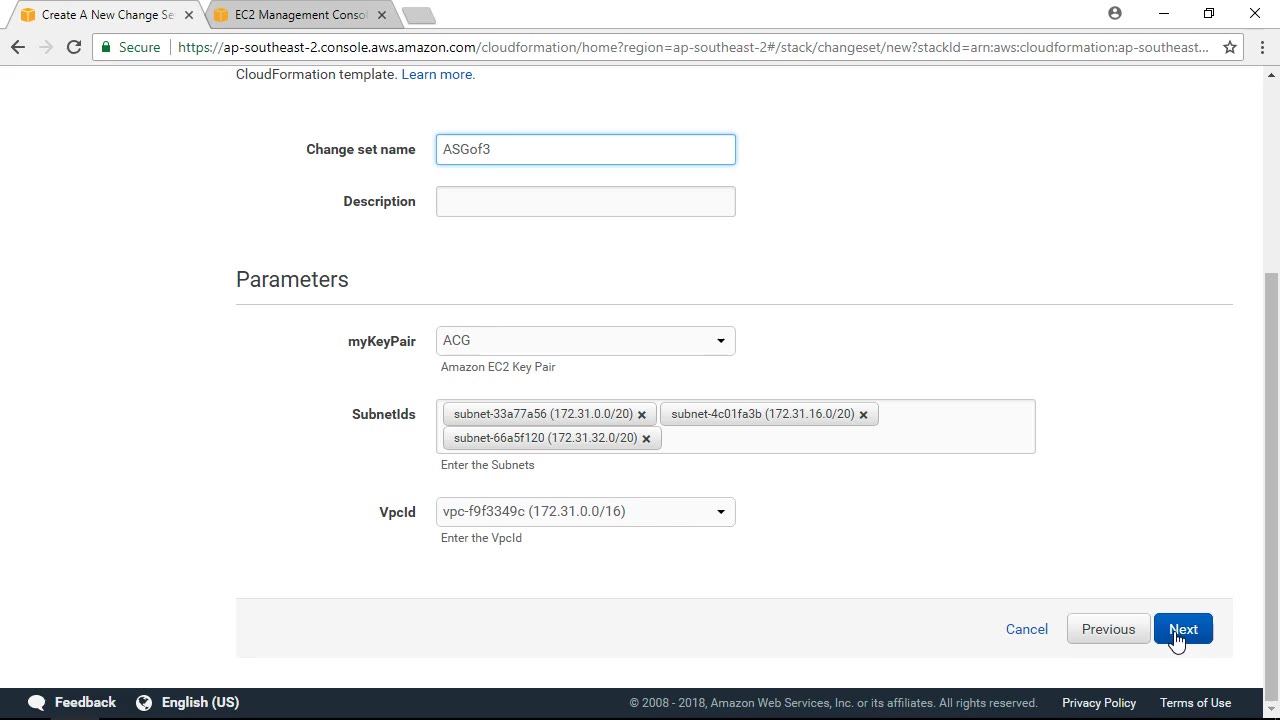 Create A New Change Se
EC2 Management Consol
Secure
https://ap-southeast-2.console.aws.amazon.com/cloudformation/home?region=ap-southeast-2#/stack/changeset/new?stackId=arn:aws:cloudformation:ap-southeast...
CloudFormation template. Learn more.
Change set name
ASGof3
Description
Parameters
myKeyPair
ACG
Amazon EC2 Key Pair
SubnetIds
subnet-33a77a56 (172.31.0.0/20) × subnet-4c01fa3b (172.31.16.0/20) ×
subnet-66a5f120 (172.31.32.0/20) ×
Enter the Subnets
VpcId
vpc-f9f3349c (172.31.0.0/16)
Enter the VpcId
Cancel
Previous
Next
Feedback
English (US)
© 2008 - 2018, Amazon Web Services, Inc. or its affiliates. All rights reserved.
Privacy Policy
Terms of Use